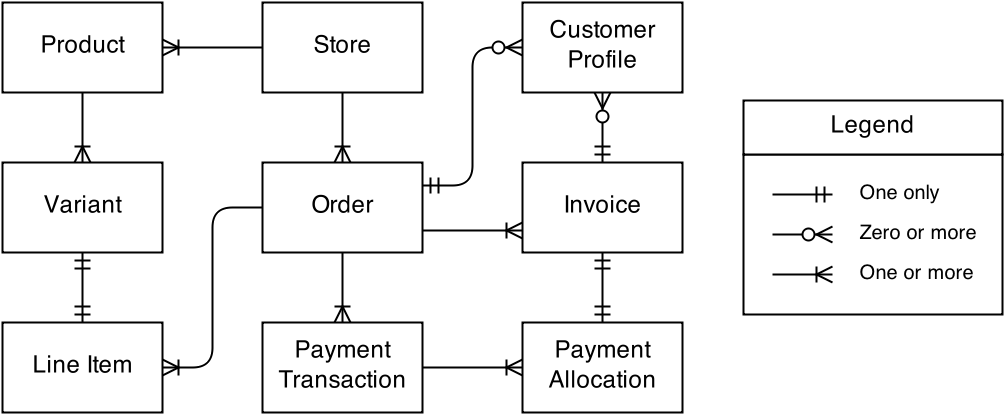 Product
Store
Customer
Profile
Legend
Variant
Order
Invoice
One only
Zero or more
One or more
Line Item
Payment
Transaction
Payment
Allocation